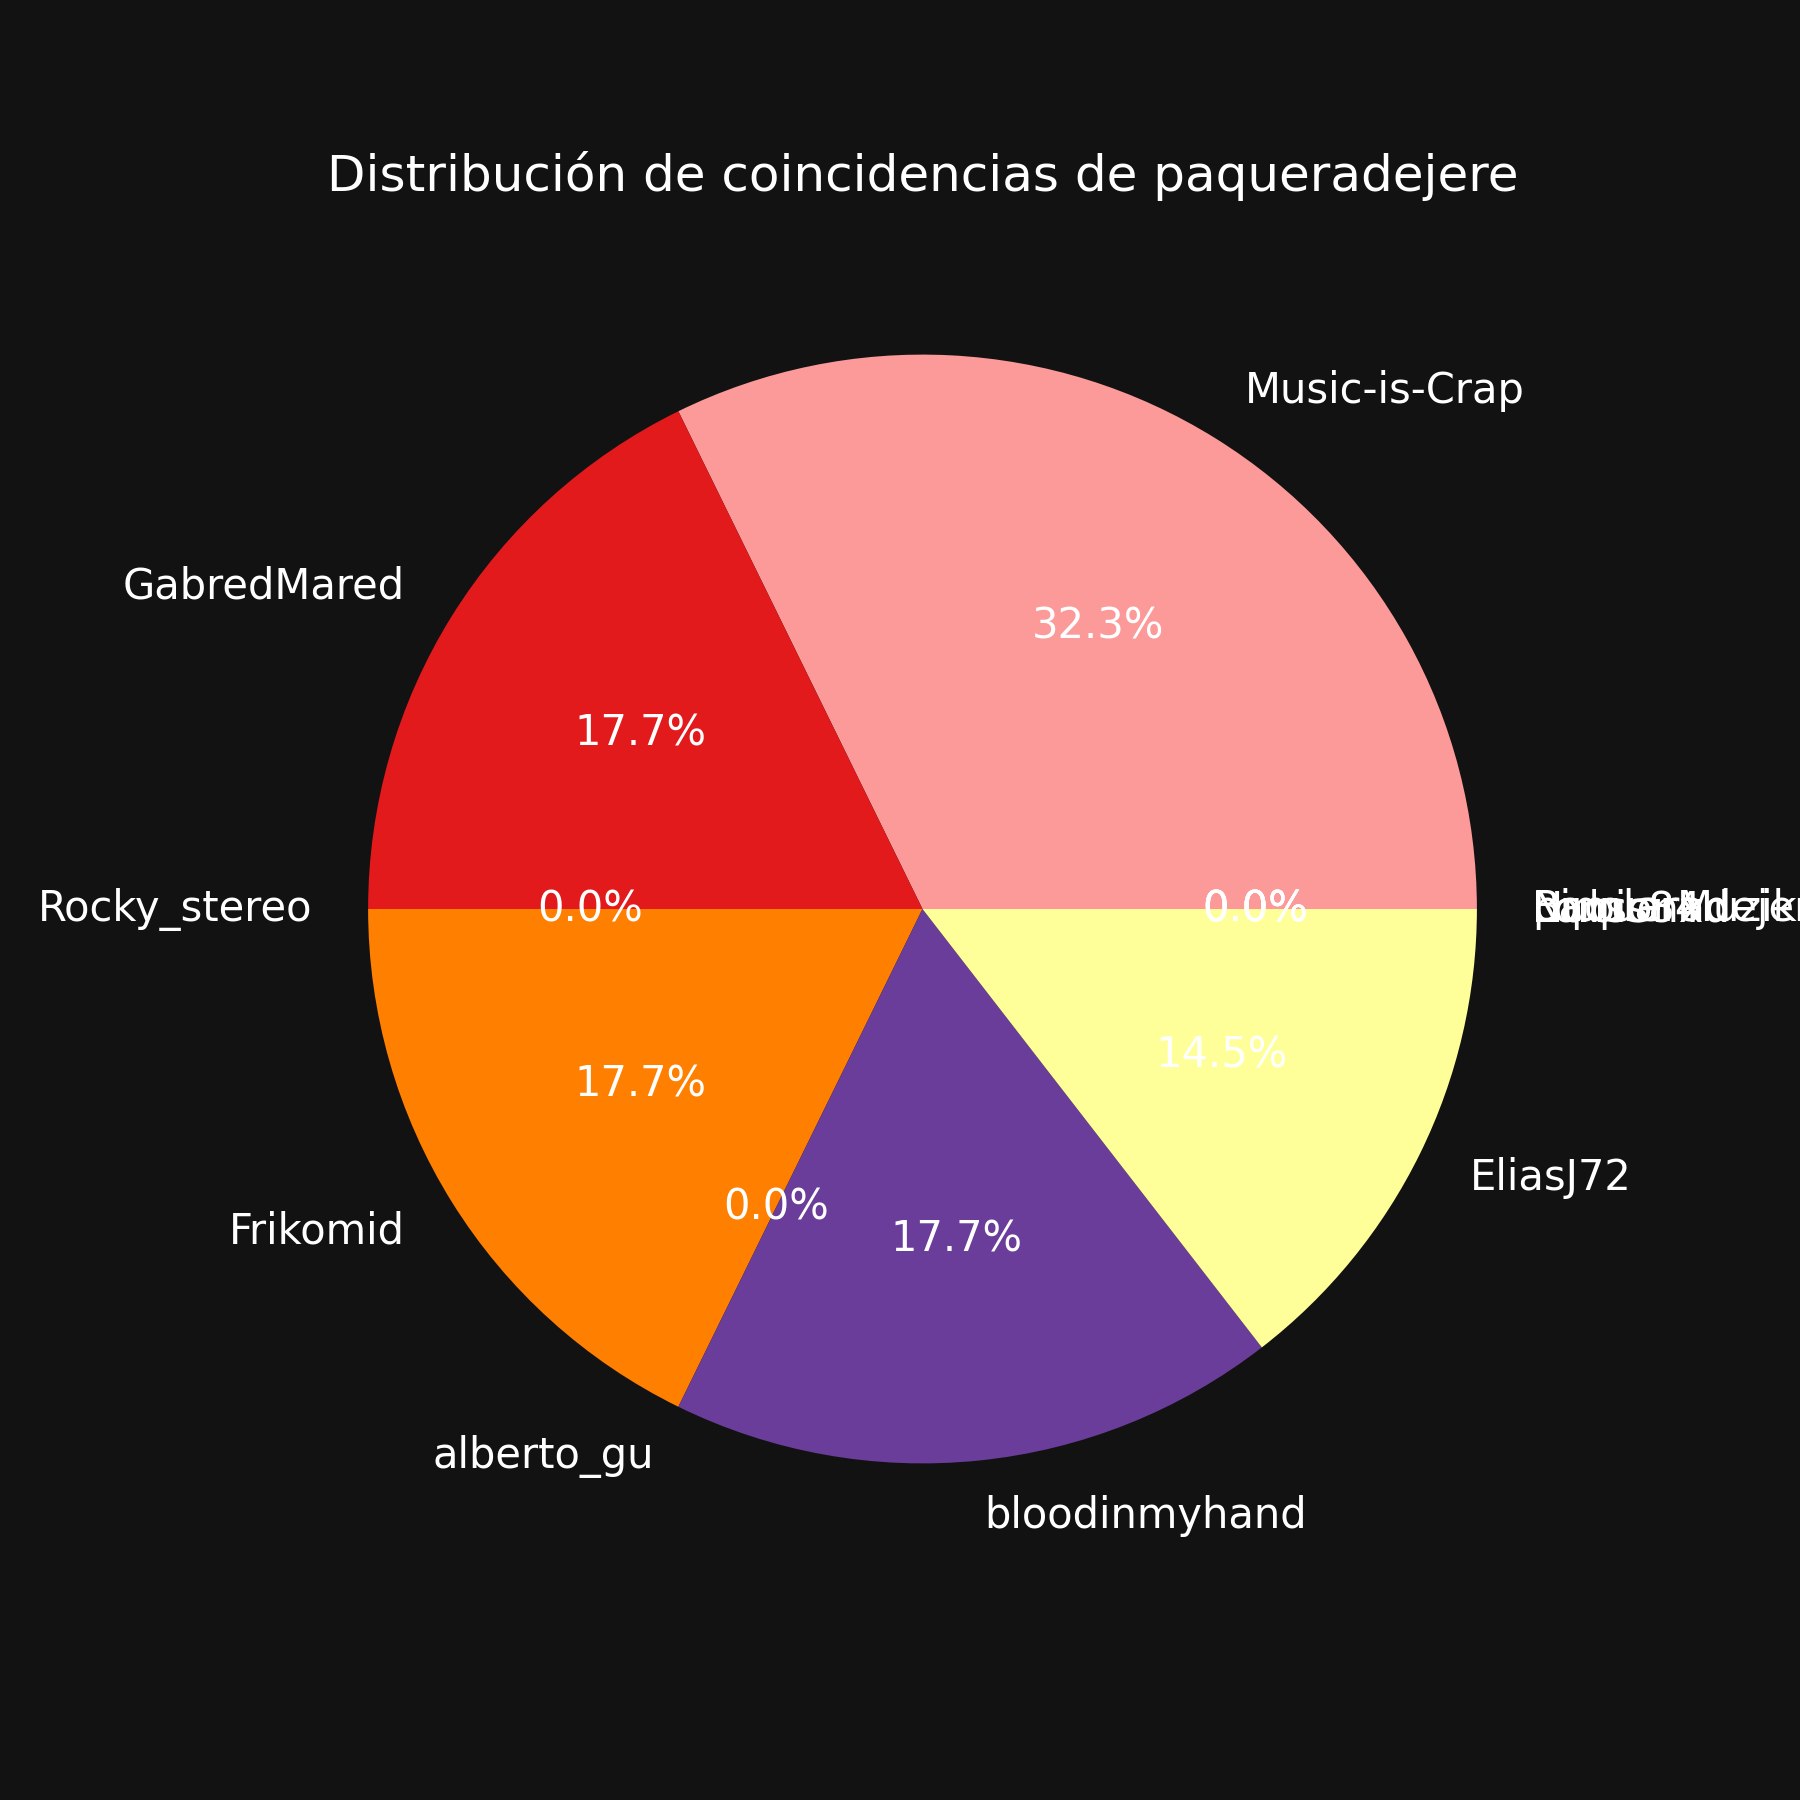 Distribución de coincidencias de paqueradejere
Music-is-Crap
32.3%
GabredMared
17.7%
Rocky_stereo
0.0%
0.0%
14.5%
17.7%
EliasJ72
0.0%
17.7%
Frikomid
alberto_gu
bloodinmyhand